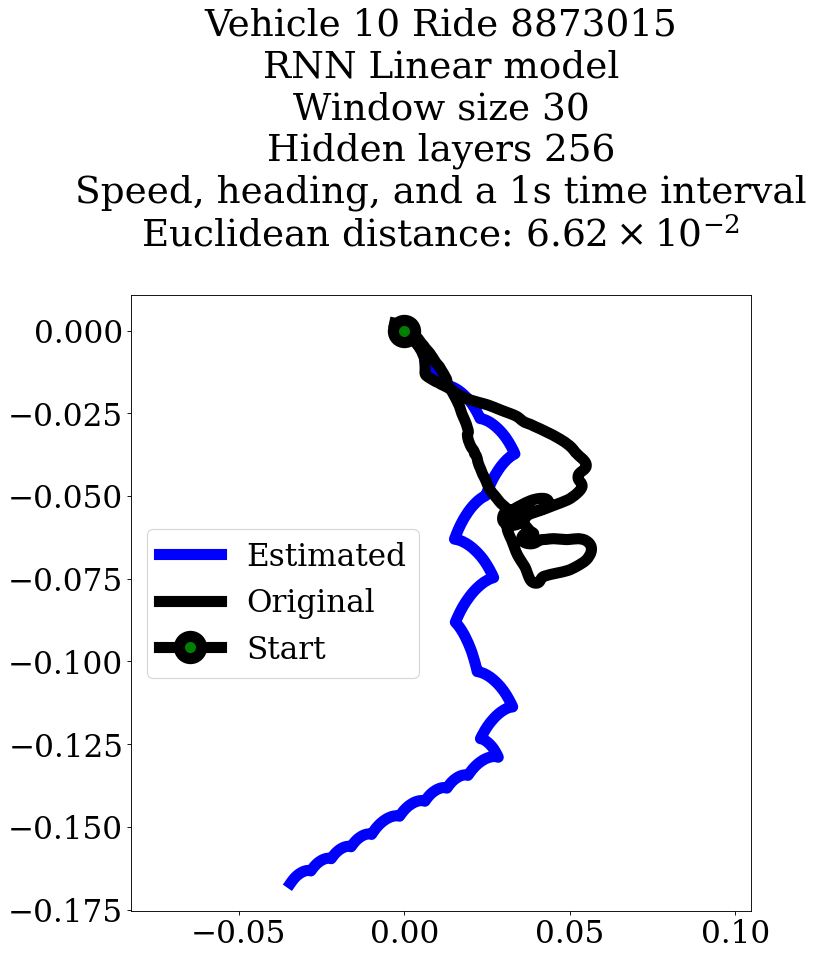 Vehicle 10 Ride 8873015
RNN Linear model
Window size 30
Hidden layers 256
Speed, heading, and a 1s time interval
Euclidean distance: 6.62 × 10⁻²
0.000
−0.025
−0.050
−0.075
−0.100
−0.125
−0.150
−0.175
Estimated
Original
Start
−0.05
0.00
0.05
0.10